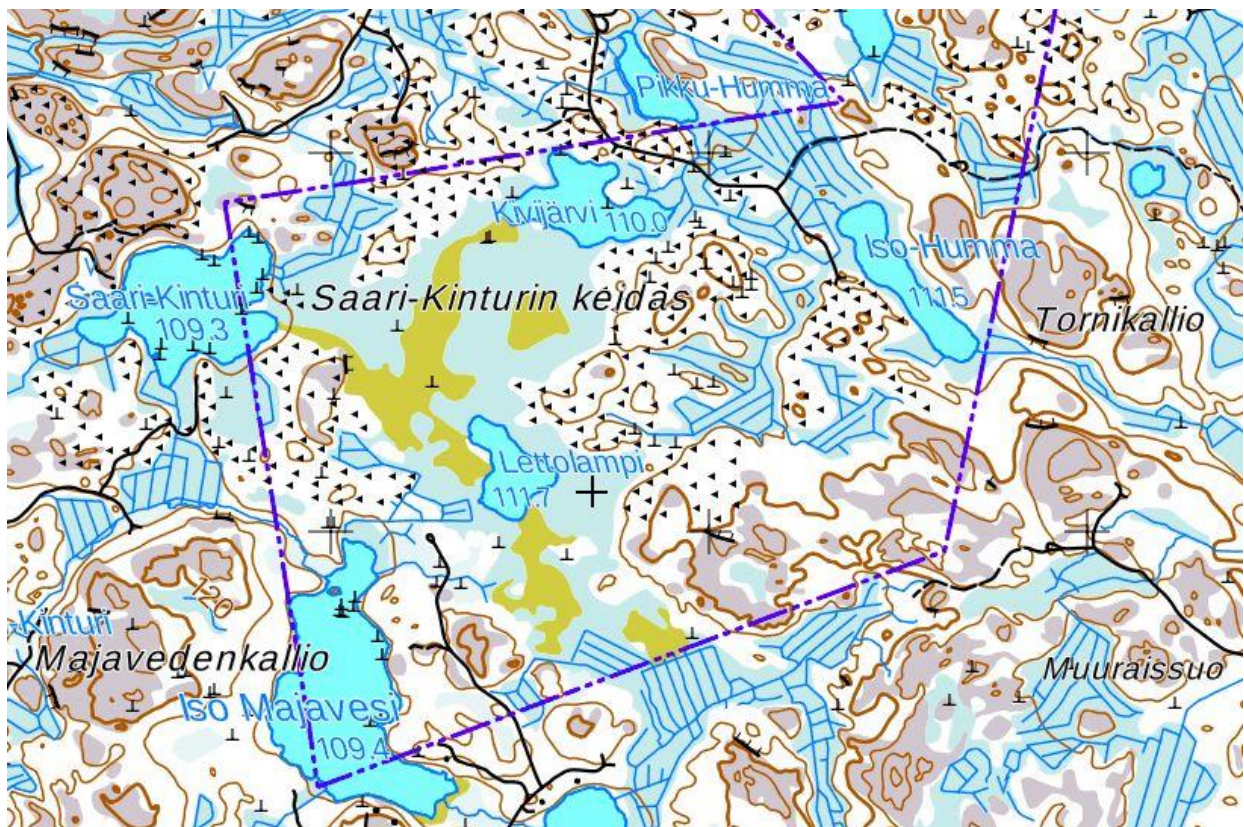 V
Pikku-Humma
Kivijärvi 110.0
Iso-Humma
111.5
V
Saari-Kinturi
109.3
Saari-Kinturin keidas
Tornikallio
Lettolampi
111.7
120
-Kinturi
Majavedenkallio
Muuraissuo
Iso Majavesi
109.4